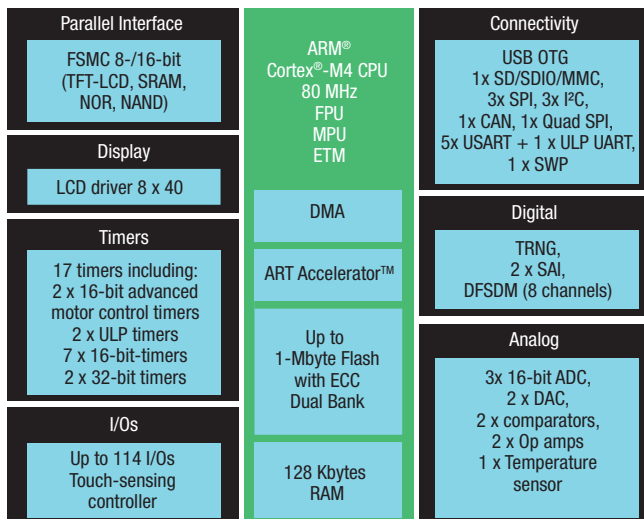 Parallel Interface
FSMC 8-/16-bit
(TFT-LCD, SRAM,
NOR, NAND)
Display
LCD driver 8 x 40
Timers
17 timers including:
2 x 16-bit advanced
motor control timers
2 x ULP timers
7 x 16-bit-timers
2 x 32-bit timers
I/Os
Up to 114 I/Os
Touch-sensing
controller
ARM®
Cortex®-M4 CPU
80 MHz
FPU
MPU
ETM
DMA
ART Accelerator™
Up to
1-Mbyte Flash
with ECC
Dual Bank
128 Kbytes
RAM
Connectivity
USB OTG
1x SD/SDIO/MMC,
3x SPI, 3x I²C,
1x CAN, 1x Quad SPI,
5x USART + 1 x ULP UART,
1 x SWP
Digital
TRNG,
2 x SAI,
DFSDM (8 channels)
Analog
3x 16-bit ADC,
2 x DAC,
2 x comparators,
2 x Op amps
1 x Temperature
sensor